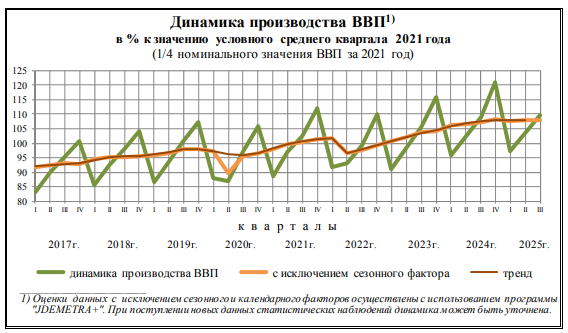 Динамика производства ВВП1)
в % к значению условного среднего квартала 2021 года
(1/4 номинального значения ВВП за 2021 год)
125
120
115
110
105
100
95
90
85
80
I II III IV I II III IV I II III IV I II III IV I II III IV I II III IV I II III IV I II III IV I II III
кварталы
2017г. 2018г. 2019г. 2020г. 2021г. 2022г. 2023г. 2024г. 2025г.
динамика производства ВВП с исключением сезонного фактора тренд
1) Оценки данных с исключением сезонного и календарного факторов осуществлены с использованием программы
"JDEMETRA+". При поступлении новых данных статистических наблюдений динамика может быть уточнена.